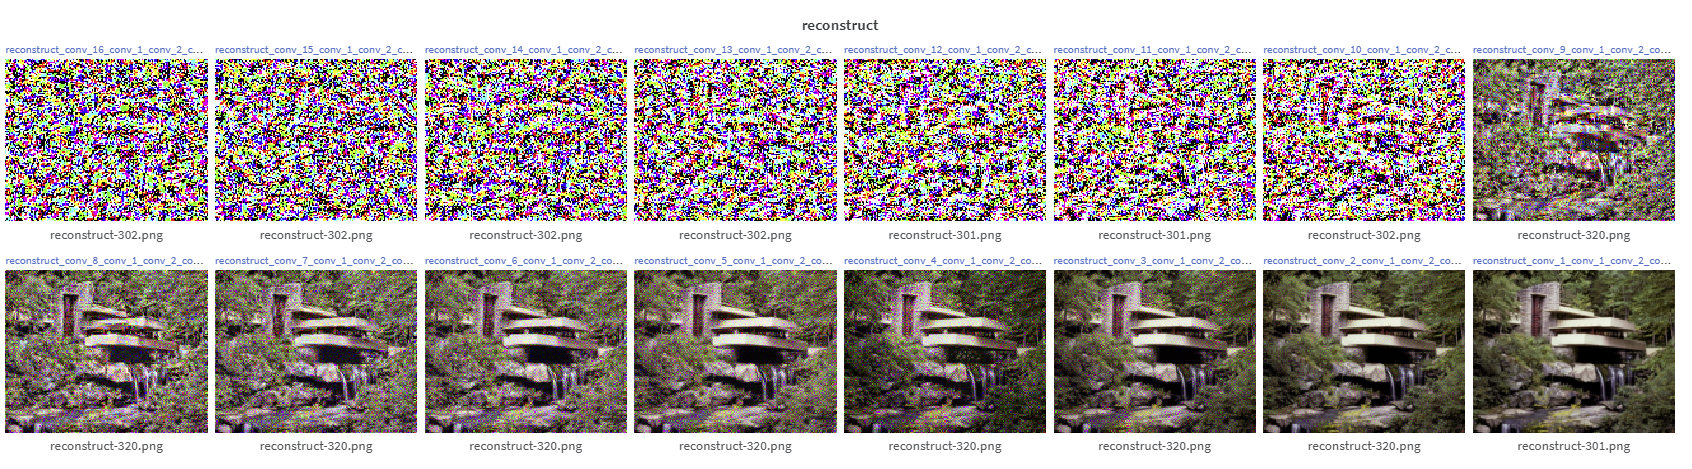 reconstruct
reconstruct_conv_16_conv_1_conv_2_c... reconstruct_conv_15_conv_1_conv_2_c... reconstruct_conv_14_conv_1_conv_2_c... reconstruct_conv_13_conv_1_conv_2_c... reconstruct_conv_12_conv_1_conv_2_c... reconstruct_conv_11_conv_1_conv_2_c... reconstruct_conv_10_conv_1_conv_2_c... reconstruct_conv_9_conv_1_conv_2_co...
reconstruct-302.png reconstruct-302.png reconstruct-302.png reconstruct-302.png reconstruct-301.png reconstruct-301.png reconstruct-302.png reconstruct-320.png
reconstruct_conv_8_conv_1_conv_2_co... reconstruct_conv_7_conv_1_conv_2_co... reconstruct_conv_6_conv_1_conv_2_co... reconstruct_conv_5_conv_1_conv_2_co... reconstruct_conv_4_conv_1_conv_2_co... reconstruct_conv_3_conv_1_conv_2_co... reconstruct_conv_2_conv_1_conv_2_co... reconstruct_conv_1_conv_1_conv_2_co...
reconstruct-320.png reconstruct-320.png reconstruct-320.png reconstruct-320.png reconstruct-320.png reconstruct-320.png reconstruct-320.png reconstruct-301.png